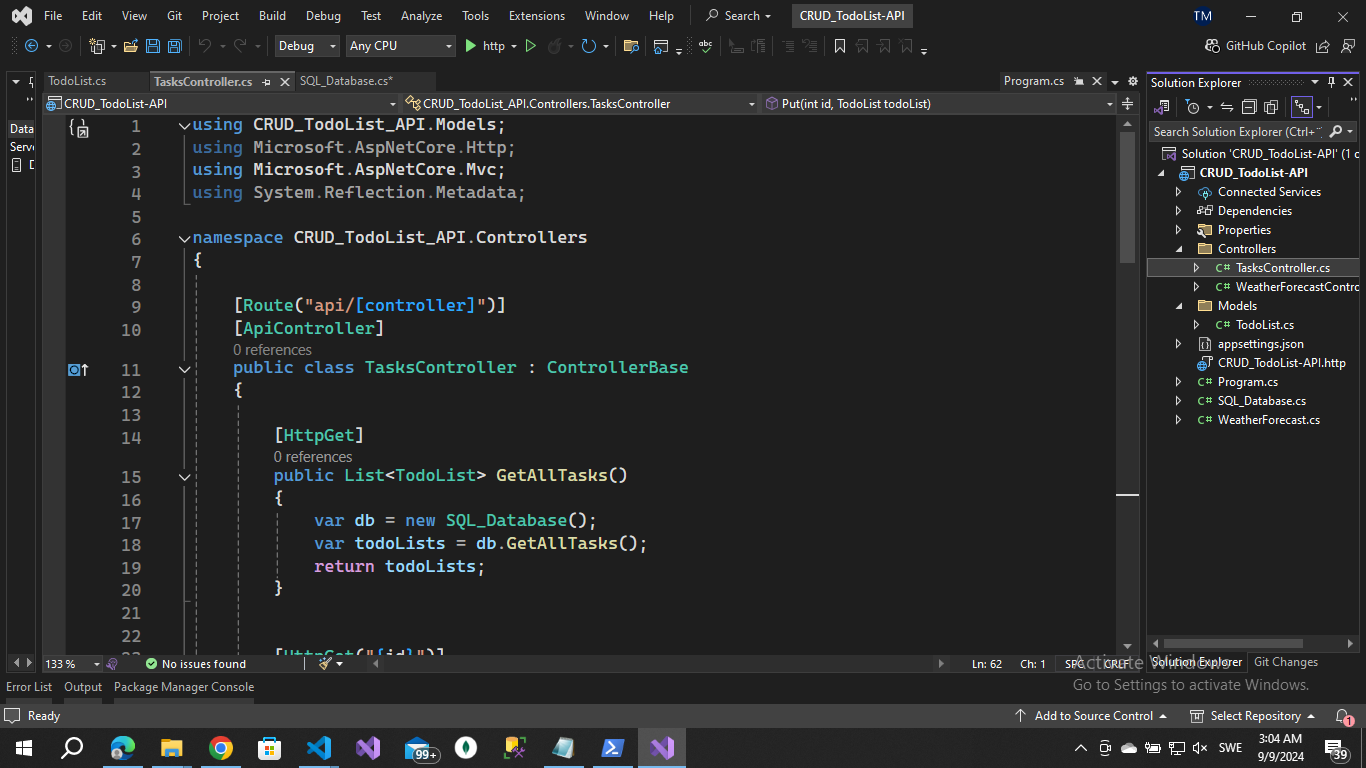 File Edit View Git Project Build Debug Test Analyze Tools Extensions Window Help Search CRUD_TodoList-API TM
Debug Any CPU http GitHub Copilot
TodoList.cs TasksController.cs SQL_Database.cs* Program.cs
CRUD_TodoList-API CRUD_TodoList_API.Controllers.TasksController Put(int id, TodoList todoList)
Data
Serve
1 using CRUD_TodoList_API.Models;
2 using Microsoft.AspNetCore.Http;
3 using Microsoft.AspNetCore.Mvc;
4 using System.Reflection.Metadata;
5
6 namespace CRUD_TodoList_API.Controllers
7 {
8
9 [Route("api/[controller]")]
10 [ApiController]
0 references
11 public class TasksController : ControllerBase
12 {
13
14 [HttpGet]
0 references
15 public List<TodoList> GetAllTasks()
16 {
17 var db = new SQL_Database();
18 var todoLists = db.GetAllTasks();
19 return todoLists;
20 }
21
22
23 [HttpGet("{id}")]
133 % No issues found Ln: 62 Ch: 1 SPC CRLF
Solution Explorer
Search Solution Explorer (Ctrl+
Solution 'CRUD_TodoList-API' (1 c
CRUD_TodoList-API
Connected Services
Dependencies
Properties
Controllers
C# TasksController.cs
C# WeatherForecastContro
Models
C# TodoList.cs
appsettings.json
CRUD_TodoList-API.http
C# Program.cs
C# SQL_Database.cs
C# WeatherForecast.cs
Solution Explorer Git Changes
Activate Windows
Go to Settings to activate Windows.
Error List Output Package Manager Console
Ready Add to Source Control Select Repository 1
99+ SWE 3:04 AM
9/9/2024 39